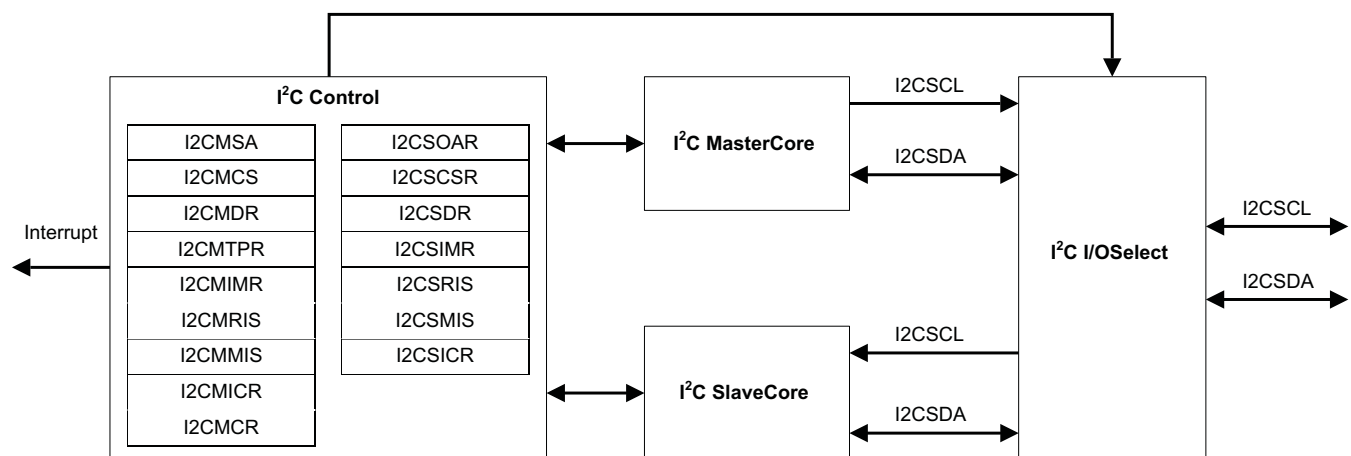 I²C Control
I2CMSA
I2CMCS
I2CMDR
I2CMTPR
I2CMIMR
I2CMRIS
I2CMMIS
I2CMICR
I2CMCR
I2CSOAR
I2CSCSR
I2CSDR
I2CSIMR
I2CSRIS
I2CSMIS
I2CSICR
Interrupt
I²C MasterCore
I2CSCL
I2CSDA
I²C SlaveCore
I2CSCL
I2CSDA
I²C I/OSelect
I2CSCL
I2CSDA